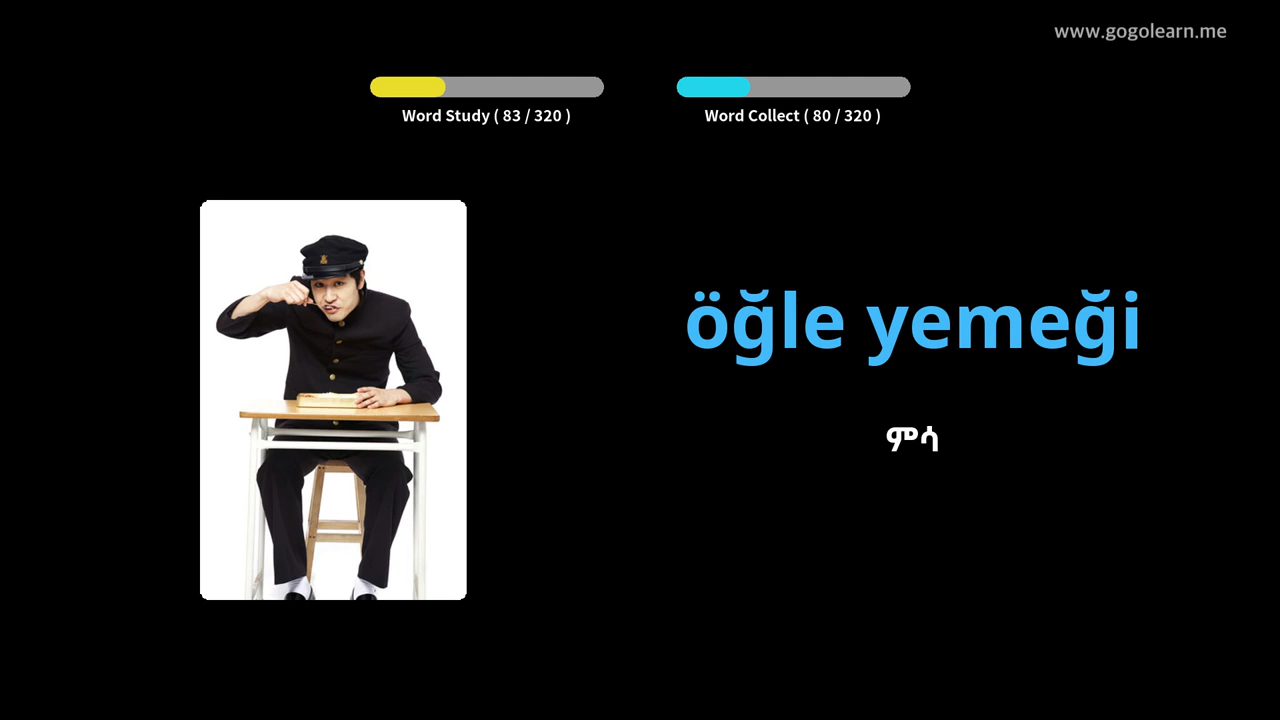 www.gogolearn.me
Word Study ( 83 / 320 )
Word Collect ( 80 / 320 )
öğle yemeği
ምሳ